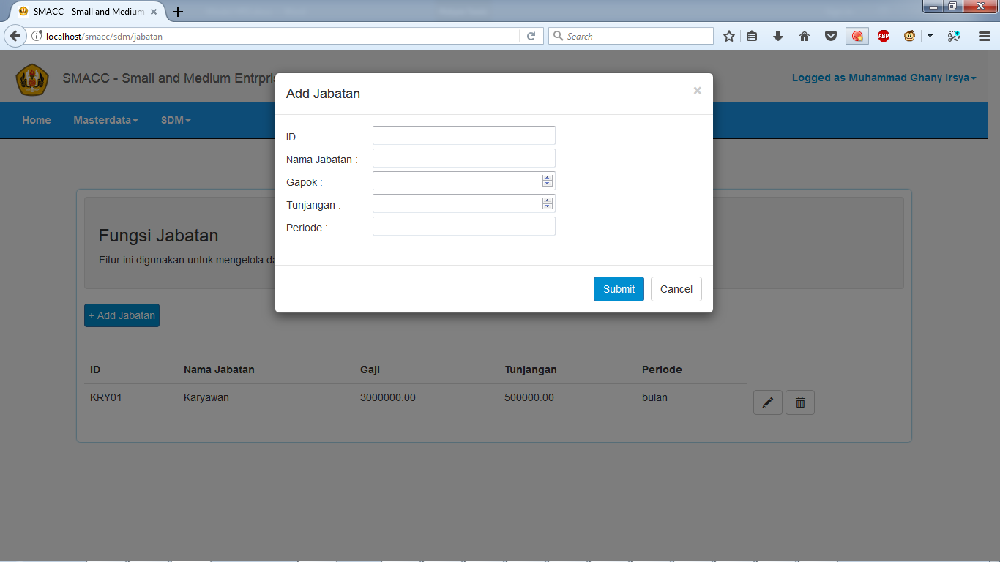 SMACC - Small and Medium
localhost/smacc/sdm/jabatan
Search
ABP
SMACC - Small and Medium Entrpris
Logged as Muhammad Ghany Irsya
Home
Masterdata
SDM
Add Jabatan
×
ID:
Nama Jabatan :
Gapok :
Tunjangan :
Periode :
Submit
Cancel
Fungsi Jabatan
Fitur ini digunakan untuk mengelola da
+ Add Jabatan
ID Nama Jabatan Gaji Tunjangan Periode
KRY01 Karyawan 3000000.00 500000.00 bulan